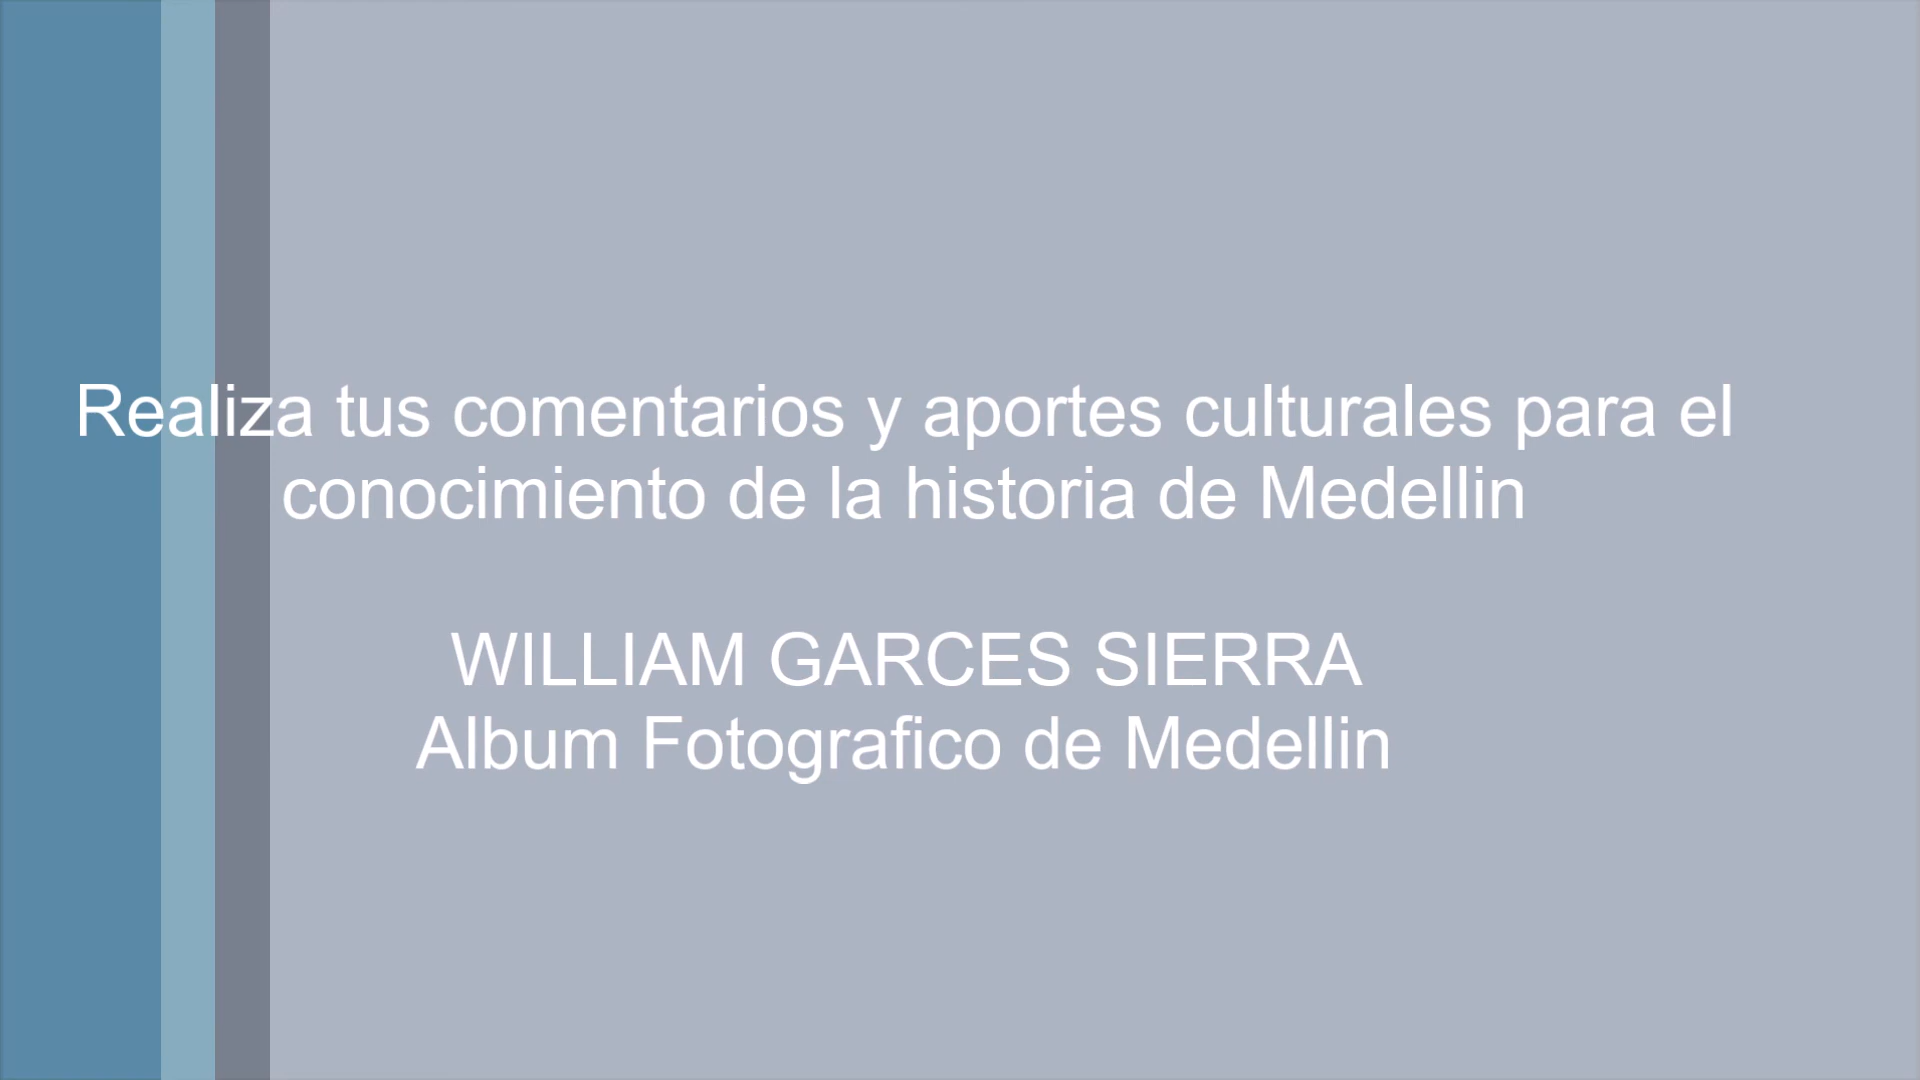 Realiza tus comentarios y aportes culturales para el
conocimiento de la historia de Medellin
WILLIAM GARCES SIERRA
Album Fotografico de Medellin